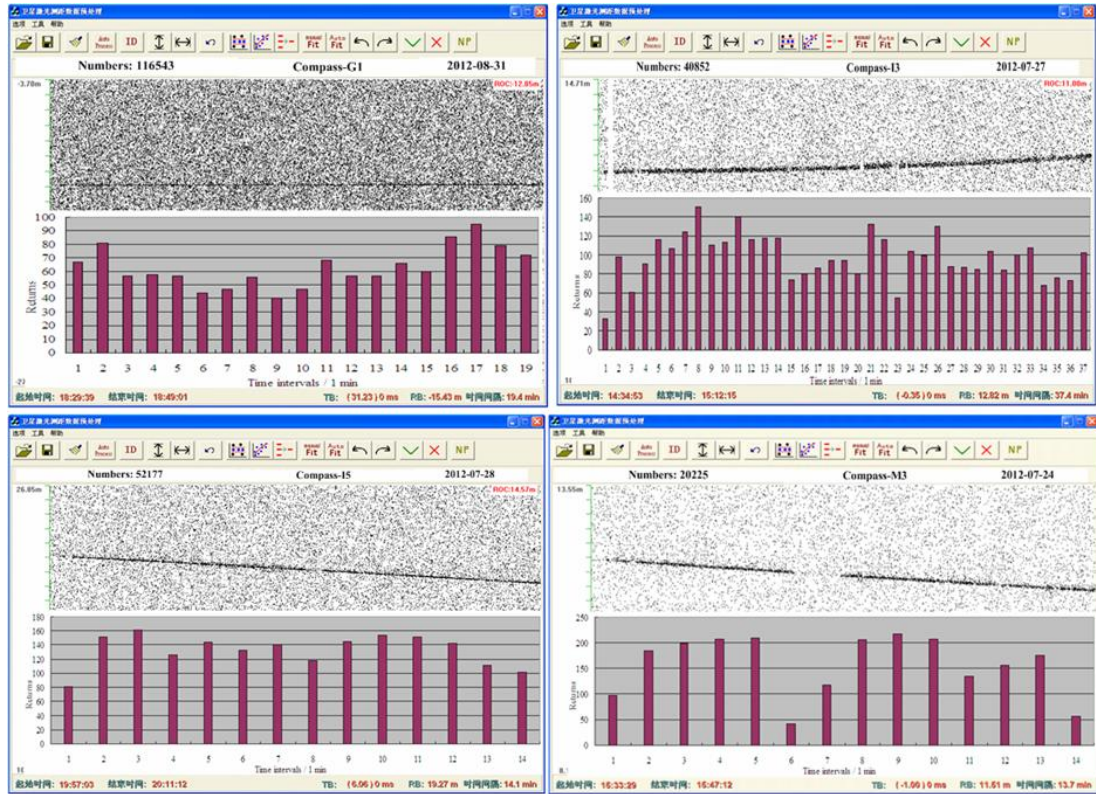 卫星激光测距数据预处理
选项 工具 帮助
Auto Process ID manual Fit Auto Fit NP
Numbers: 116543 Compass-G1 2012-08-31
-3.78m ROC:12.85m
100
90
80
70
60
50
40
30
20
10
0
Returns
1 2 3 4 5 6 7 8 9 10 11 12 13 14 15 16 17 18 19
Time intervals / 1 min
起始时间: 18:29:39 结束时间: 18:49:01 TB: (31.23) 0 ms RB: -15.43 m 时间间隔: 19.4 min
卫星激光测距数据预处理
选项 工具 帮助
Auto Process ID manual Fit Auto Fit NP
Numbers: 40852 Compass-I3 2012-07-27
14.71m ROC:11.08m
160
140
120
100
80
60
40
20
0
Returns
1 2 3 4 5 6 7 8 9 10 11 12 13 14 15 16 17 18 19 20 21 22 23 24 25 26 27 28 29 30 31 32 33 34 35 36 37
Time intervals / 1 min
起始时间: 14:34:53 结束时间: 15:12:15 TB: (-0.35) 0 ms RB: 12.82 m 时间间隔: 37.4 min
卫星激光测距数据预处理
选项 工具 帮助
Auto Process ID manual Fit Auto Fit NP
Numbers: 52177 Compass-I5 2012-07-28
26.85m ROC:14.57m
180
160
140
120
100
80
60
40
20
0
Returns
1 2 3 4 5 6 7 8 9 10 11 12 13 14
Time intervals / 1 min
起始时间: 19:57:03 结束时间: 20:11:12 TB: (6.06) 0 ms RB: 19.27 m 时间间隔: 14.1 min
卫星激光测距数据预处理
选项 工具 帮助
Auto Process ID manual Fit Auto Fit NP
Numbers: 20225 Compass-M3 2012-07-24
13.55m
250
200
150
100
50
0
Returns
1 2 3 4 5 6 7 8 9 10 11 12 13 14
Time intervals / 1 min
起始时间: 15:33:29 结束时间: 15:47:12 TB: (-1.00) 0 ms RB: 11.51 m 时间间隔: 13.7 min